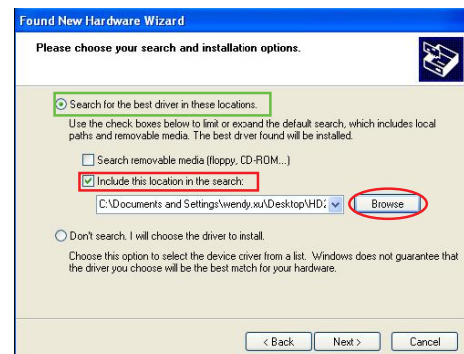 Found New Hardware Wizard
Please choose your search and installation options.
Search for the best driver in these locations.
Use the check boxes below to limit or expand the default search, which includes local
paths and removable media. The best driver found will be installed.
Search removable media (floppy, CD-ROM...)
Include this location in the search:
C:\Documents and Settings\wendy.xu\Desktop\HD2
Browse
Don't search. I will choose the driver to install.
Choose this option to select the device driver from a list. Windows does not guarantee that
the driver you choose will be the best match for your hardware.
< Back Next > Cancel